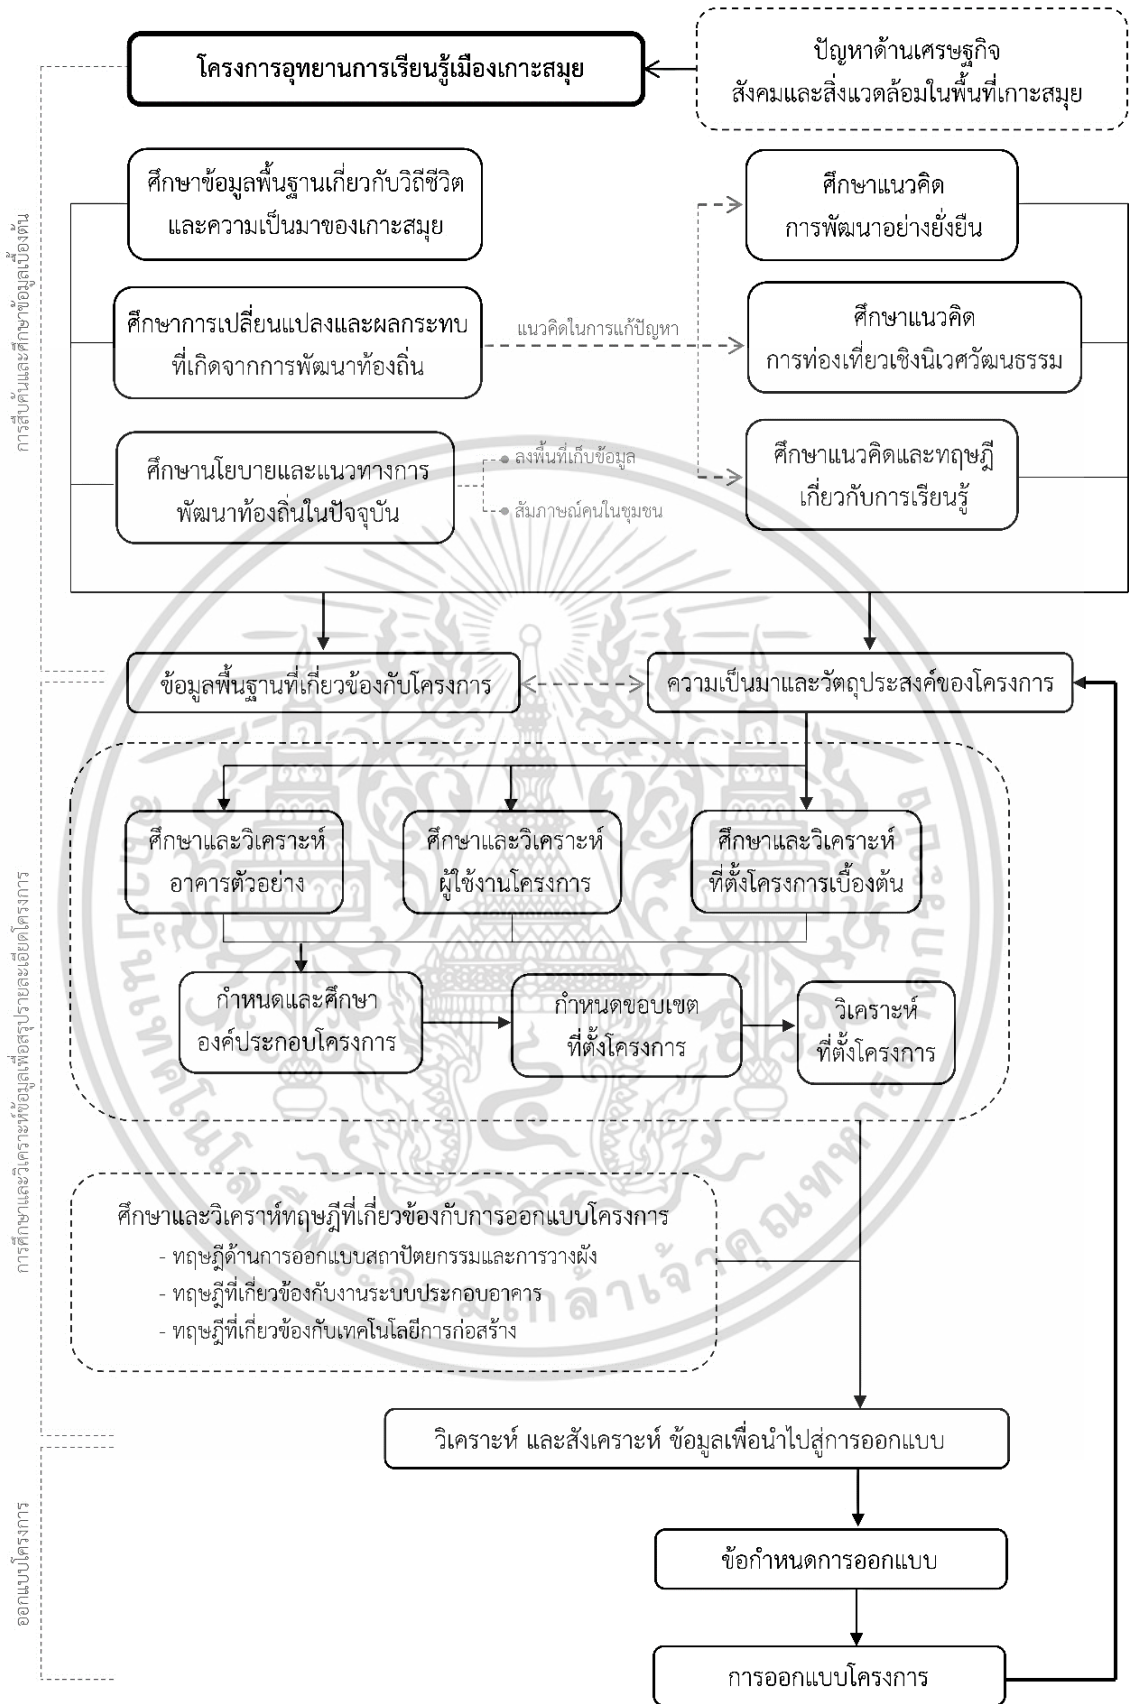 โครงการอุทยานการเรียนรู้เมืองเกาะสมุย
ปัญหาด้านเศรษฐกิจ
สังคมและสิ่งแวดล้อมในพื้นที่เกาะสมุย
การสืบค้นและศึกษาข้อมูลเบื้องต้น
ศึกษาข้อมูลพื้นฐานเกี่ยวกับวิถีชีวิต
และความเป็นมาของเกาะสมุย
ศึกษาแนวคิด
การพัฒนาอย่างยั่งยืน
ศึกษาการเปลี่ยนแปลงและผลกระทบ
ที่เกิดจากการพัฒนาท้องถิ่น
แนวคิดในการแก้ปัญหา
ศึกษาแนวคิด
การท่องเที่ยวเชิงนิเวศวัฒนธรรม
ศึกษานโยบายและแนวทางการ
พัฒนาท้องถิ่นในปัจจุบัน
ลงพื้นที่เก็บข้อมูล
สัมภาษณ์คนในชุมชน
ศึกษาแนวคิดและทฤษฎี
เกี่ยวกับการเรียนรู้
ข้อมูลพื้นฐานที่เกี่ยวข้องกับโครงการ
ความเป็นมาและวัตถุประสงค์ของโครงการ
การศึกษาและวิเคราะห์ข้อมูลเพื่อสรุปรายละเอียดโครงการ
ศึกษาและวิเคราะห์
อาคารตัวอย่าง
ศึกษาและวิเคราะห์
ผู้ใช้งานโครงการ
ศึกษาและวิเคราะห์
ที่ตั้งโครงการเบื้องต้น
กำหนดและศึกษา
องค์ประกอบโครงการ
กำหนดขอบเขต
ที่ตั้งโครงการ
วิเคราะห์
ที่ตั้งโครงการ
ศึกษาและวิเคราะห์ทฤษฎีที่เกี่ยวข้องกับการออกแบบโครงการ
- ทฤษฎีด้านการออกแบบสถาปัตยกรรมและการวางผัง
- ทฤษฎีที่เกี่ยวข้องกับงานระบบประกอบอาคาร
- ทฤษฎีที่เกี่ยวข้องกับเทคโนโลยีการก่อสร้าง
วิเคราะห์ และสังเคราะห์ ข้อมูลเพื่อนำไปสู่การออกแบบ
ออกแบบโครงการ
ข้อกำหนดการออกแบบ
การออกแบบโครงการ
สถาบันเทคโนโลยีพระจอมเกล้าเจ้าคุณทหารลาดกระบัง
๔